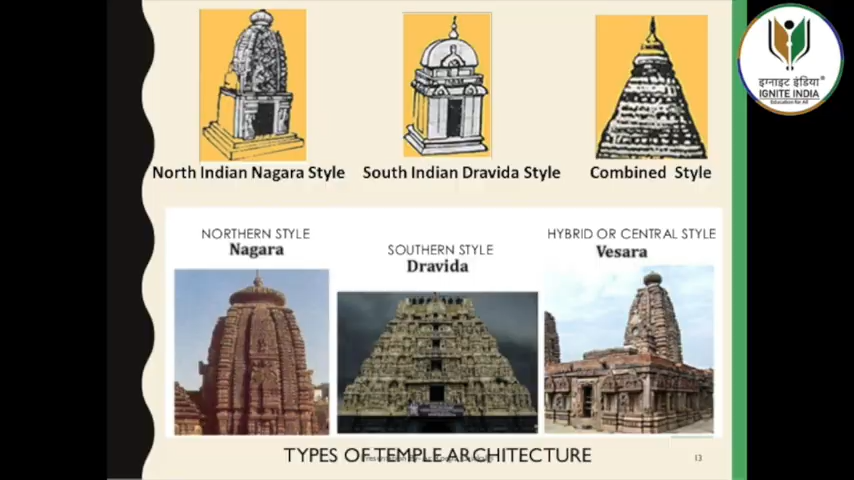 इग्नाइट इंडिया
IGNITE INDIA
Education for All
North Indian Nagara Style
South Indian Dravida Style
Combined Style
NORTHERN STYLE
Nagara
SOUTHERN STYLE
Dravida
HYBRID OR CENTRAL STYLE
Vesara
TYPES OF TEMPLE ARCHITECTURE
13